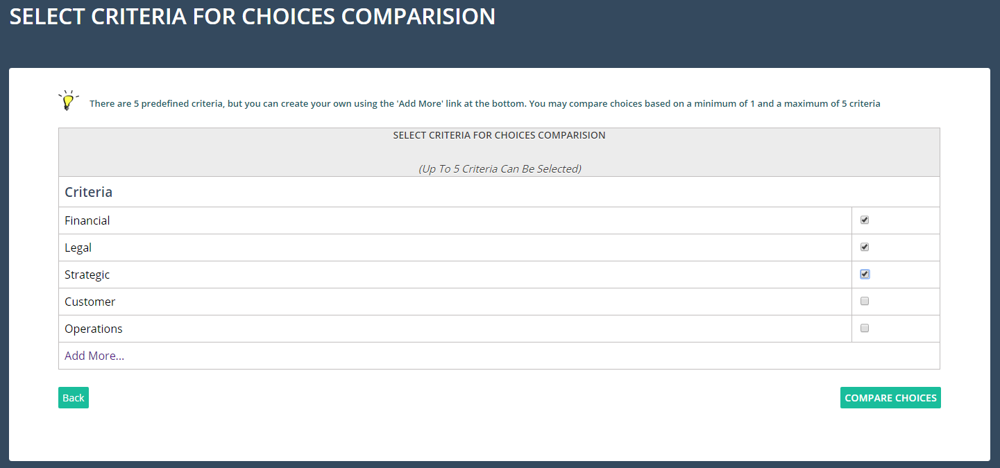 SELECT CRITERIA FOR CHOICES COMPARISION
There are 5 predefined criteria, but you can create your own using the 'Add More' link at the bottom. You may compare choices based on a minimum of 1 and a maximum of 5 criteria
SELECT CRITERIA FOR CHOICES COMPARISION
(Up To 5 Criteria Can Be Selected)
Criteria
Financial
Legal
Strategic
Customer
Operations
Add More...
Back
COMPARE CHOICES